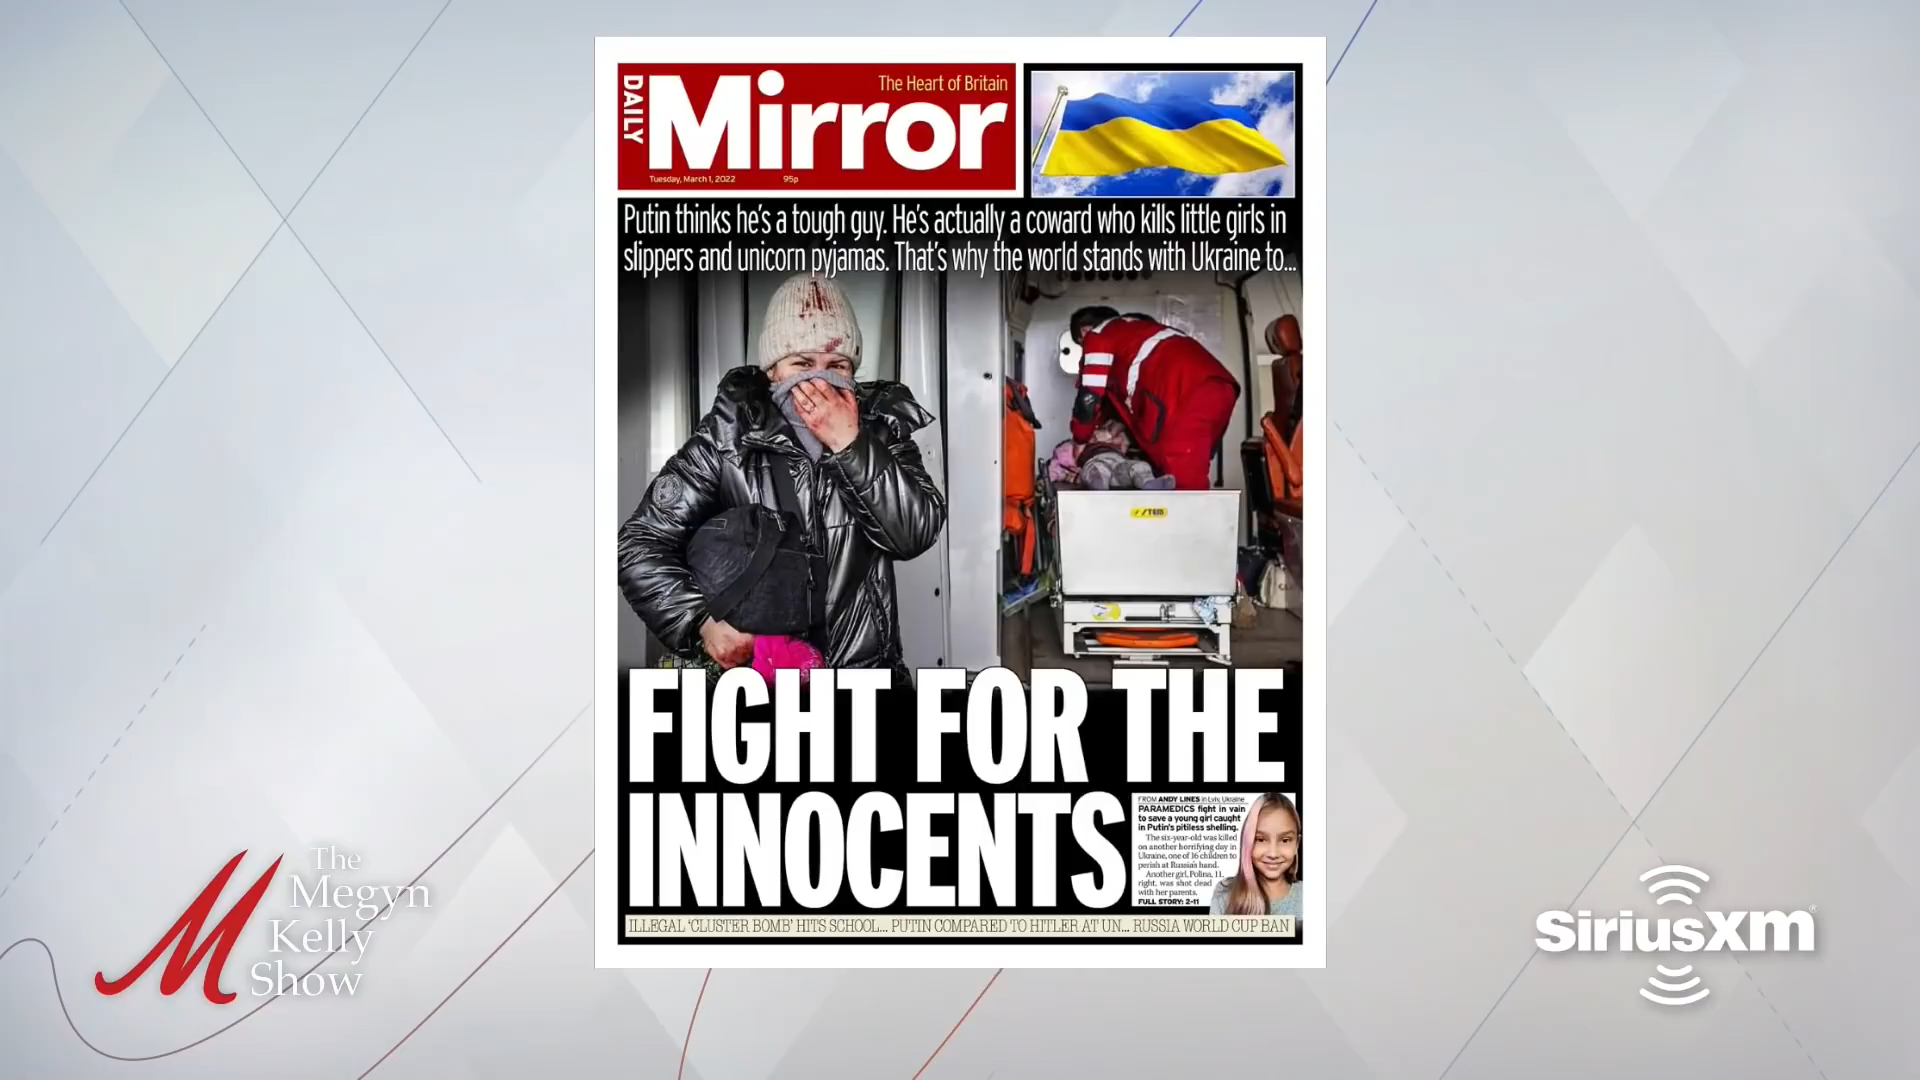 DAILY
Mirror
The Heart of Britain
Tuesday, March 1, 2022
95p
Putin thinks he's a tough guy. He's actually a coward who kills little girls in
slippers and unicorn pyjamas. That's why the world stands with Ukraine to...
FIGHT FOR THE
INNOCENTS
FROM ANDY LINES in Lviv, Ukraine
PARAMEDICS fight in vain
to save a young girl caught
in Putin's pitiless shelling.
The six-year-old was killed
on another horrifying day in
Ukraine, one of 16 children to
perish at Russia's hand.
Another girl, Polina, 11,
right, was shot dead
with her parents.
FULL STORY: 2-11
ILLEGAL 'CLUSTER BOMB' HITS SCHOOL... PUTIN COMPARED TO HITLER AT UN... RUSSIA WORLD CUP BAN
M
The
Megyn
Kelly
Show
SiriusXM®